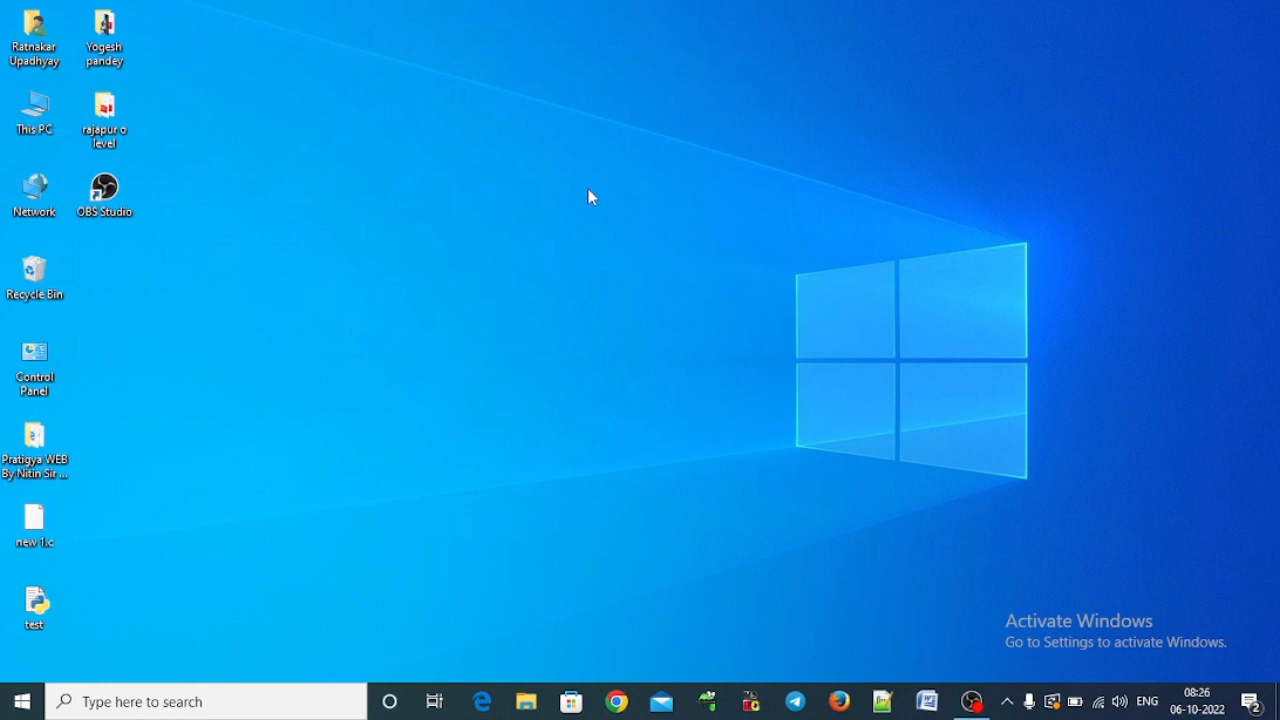 Ratnakar
Upadhyay
Yogesh
pandey
This PC
rajapur o
level
Network
OBS Studio
Recycle Bin
Control
Panel
Pratigya WEB
By Nitin Sir ...
new 1.c
test
Activate Windows
Go to Settings to activate Windows.
Type here to search
ENG
08:26
06-10-2022
2